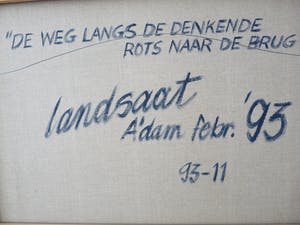 "DE WEG LANGS DE DENKENDE
ROTS NAAR DE BRUG
landsaat
A'dam febr. '93
93-11